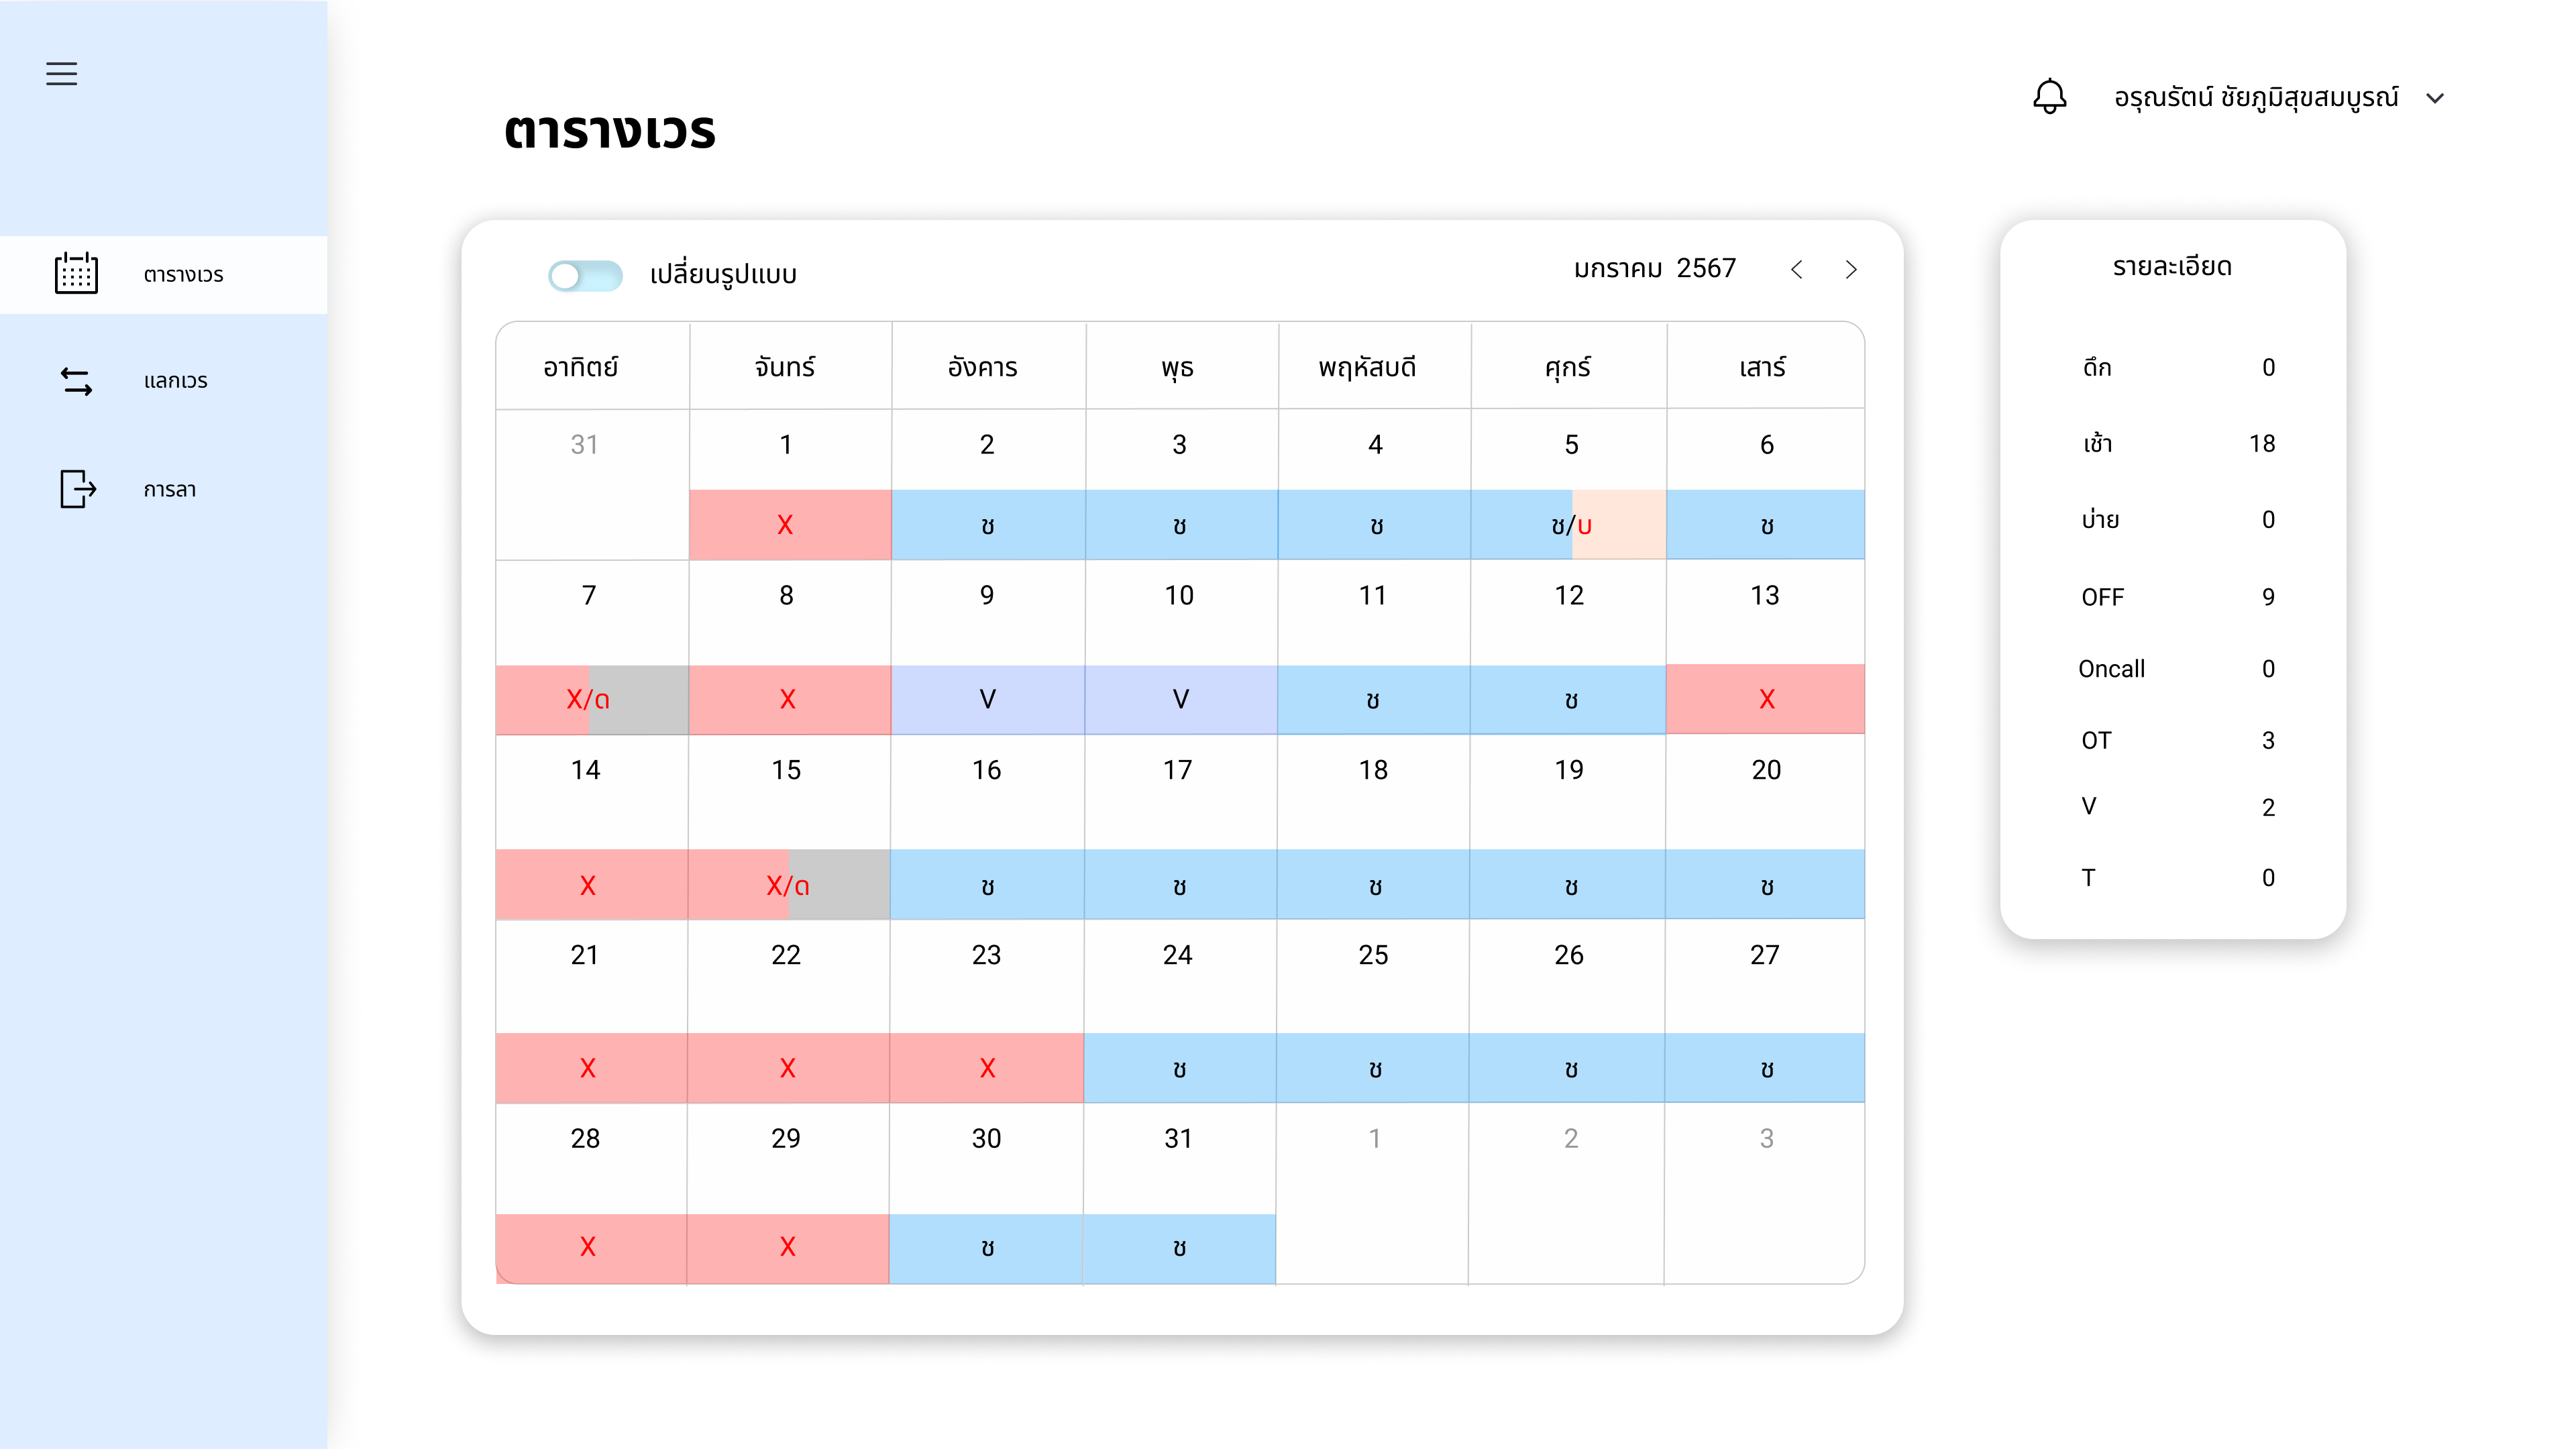 อรุณรัตน์ ชัยภูมิสุขสมบูรณ์
ตารางเวร
ตารางเวร
แลกเวร
การลา
เปลี่ยนรูปแบบ
มกราคม 2567
อาทิตย์ จันทร์ อังคาร พุธ พฤหัสบดี ศุกร์ เสาร์
31 1 2 3 4 5 6
X ช ช ช ช/บ ช
7 8 9 10 11 12 13
X/ด X V V ช ช X
14 15 16 17 18 19 20
X X/ด ช ช ช ช ช
21 22 23 24 25 26 27
X X X ช ช ช ช
28 29 30 31 1 2 3
X X ช ช
รายละเอียด
ดึก 0
เช้า 18
บ่าย 0
OFF 9
Oncall 0
OT 3
V 2
T 0